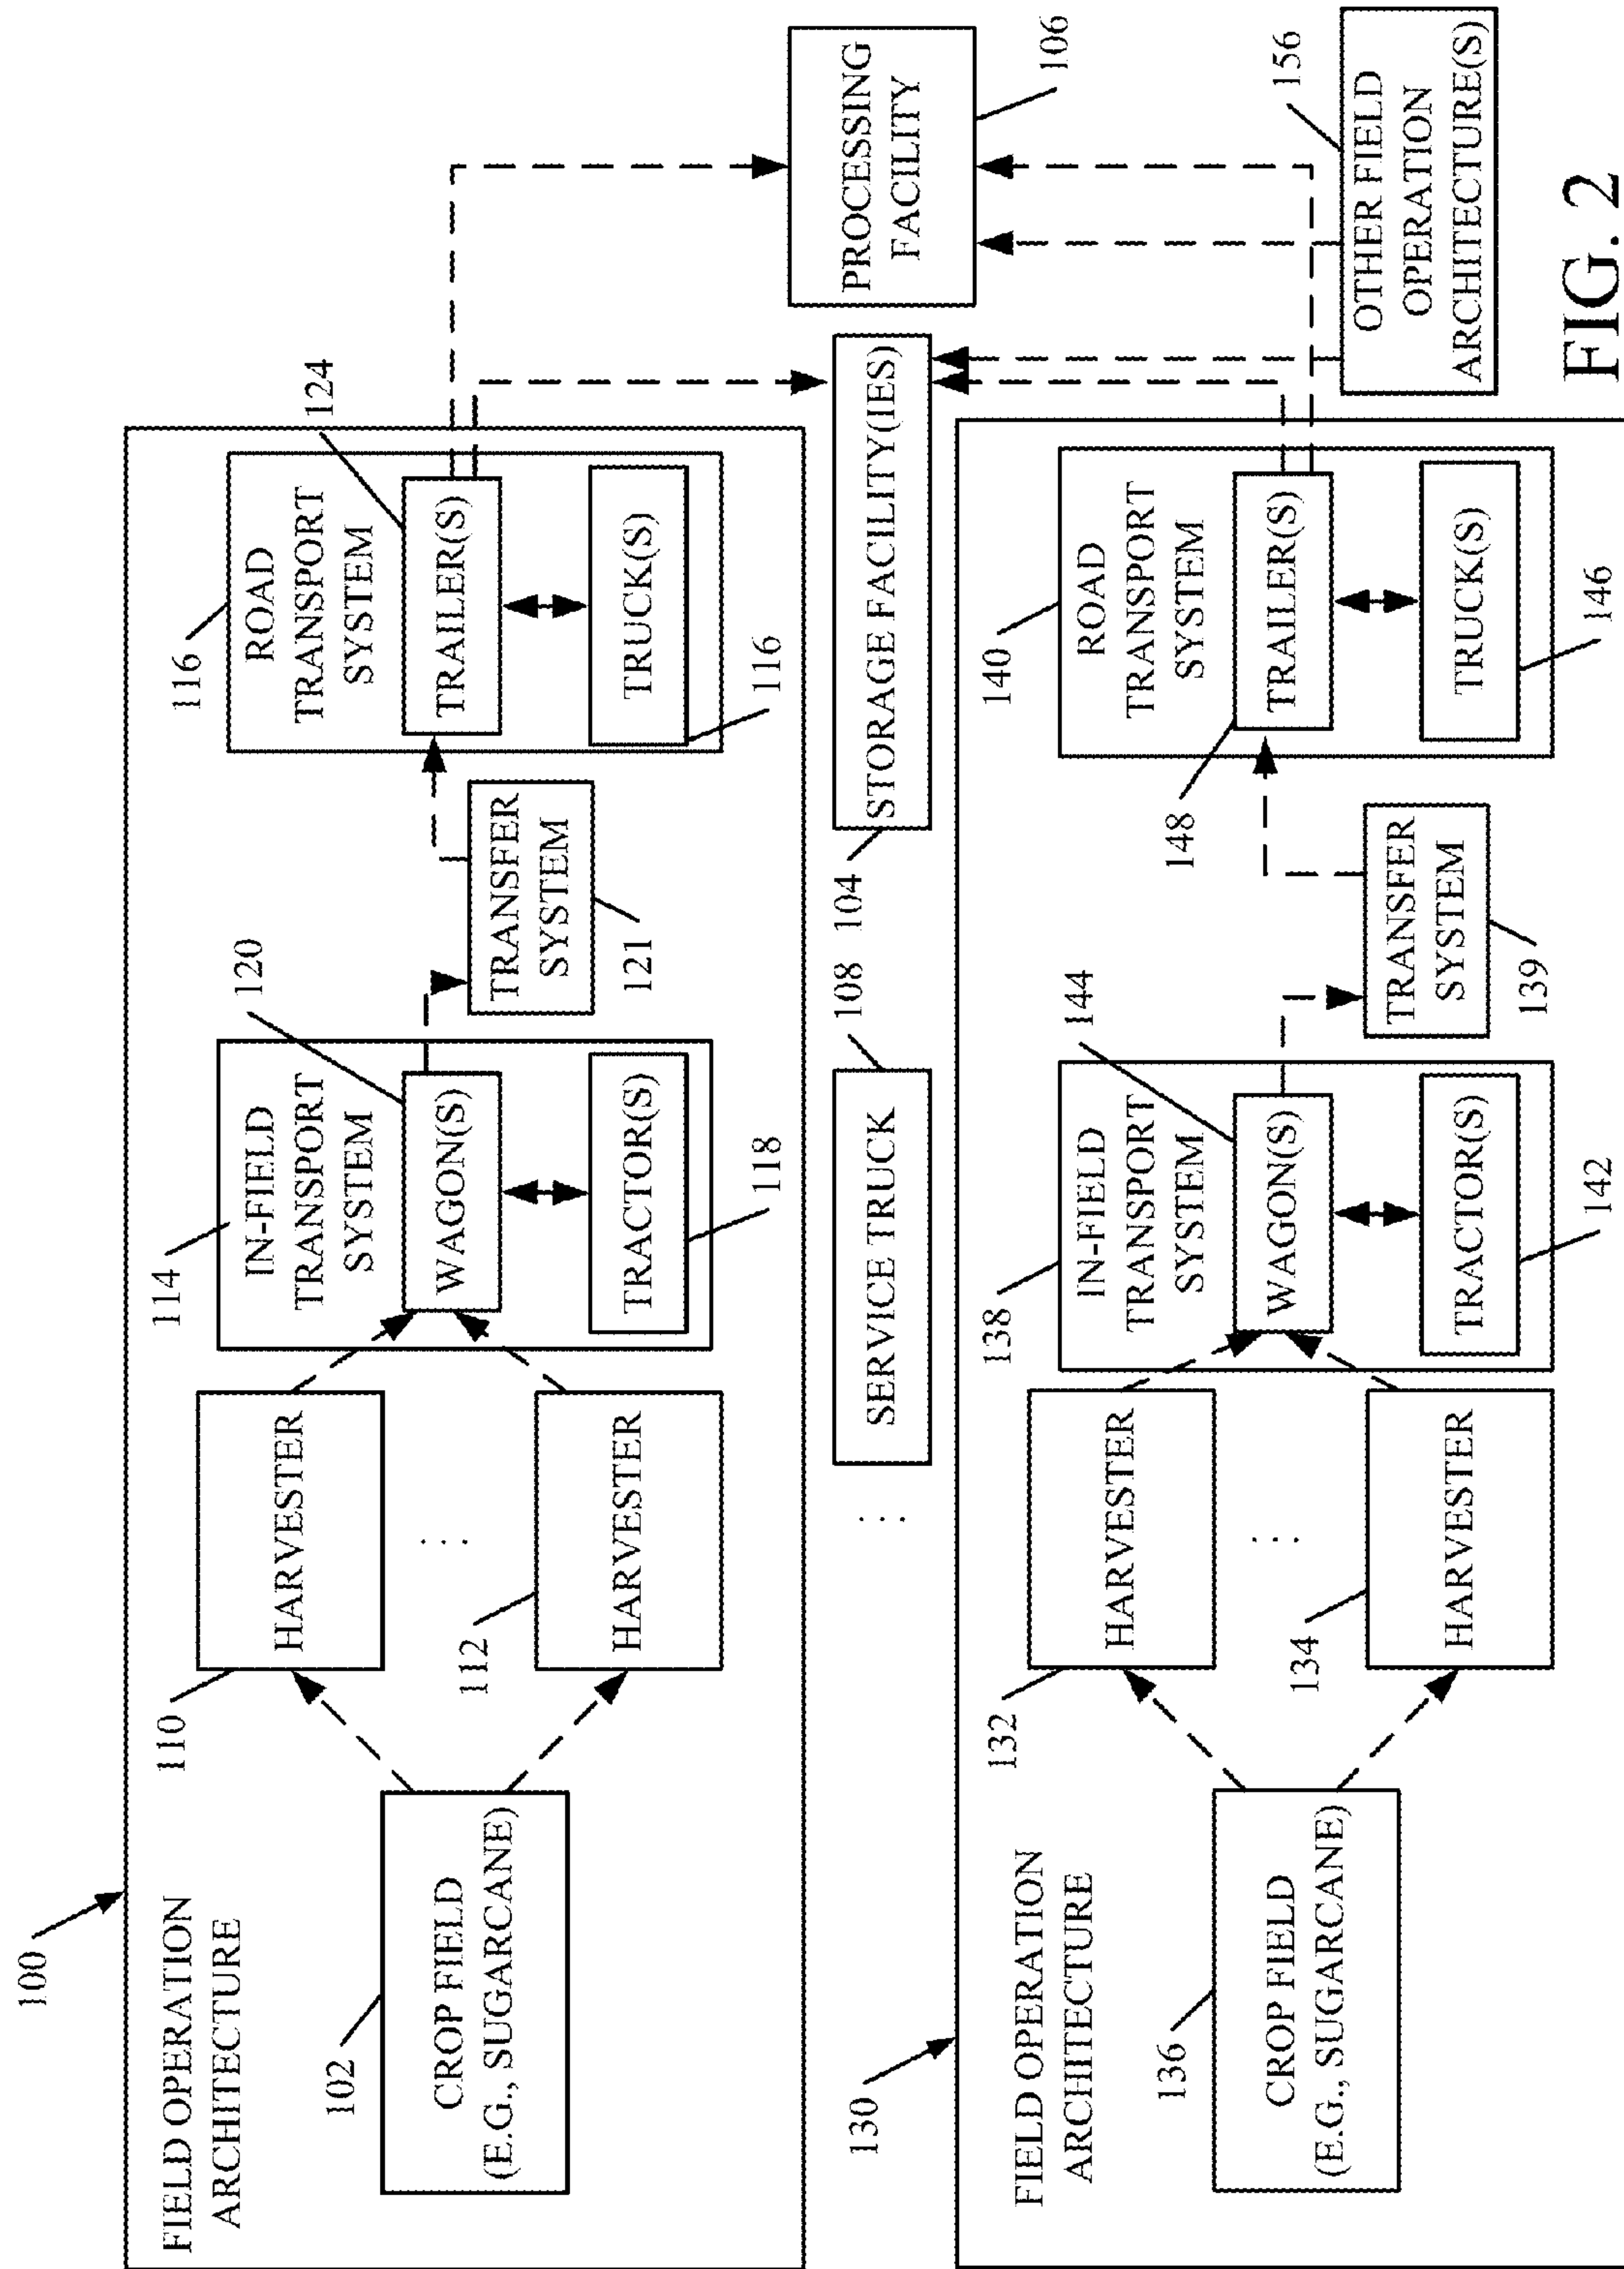 100
FIELD OPERATION
ARCHITECTURE
102
CROP FIELD
(E.G., SUGARCANE)
110
HARVESTER
⋮
112
HARVESTER
114
IN-FIELD
TRANSPORT
SYSTEM
120
WAGON(S)
TRACTOR(S)
118
TRANSFER
SYSTEM
121
116
ROAD
TRANSPORT
SYSTEM
124
TRAILER(S)
TRUCK(S)
116
⋮
SERVICE TRUCK
108
104
STORAGE FACILITY(IES)
PROCESSING
FACILITY
106
130
FIELD OPERATION
ARCHITECTURE
136
CROP FIELD
(E.G., SUGARCANE)
132
HARVESTER
⋮
134
HARVESTER
138
IN-FIELD
TRANSPORT
SYSTEM
144
WAGON(S)
TRACTOR(S)
142
TRANSFER
SYSTEM
139
140
ROAD
TRANSPORT
SYSTEM
148
TRAILER(S)
TRUCK(S)
146
156
OTHER FIELD
OPERATION
ARCHITECTURE(S)
FIG. 2